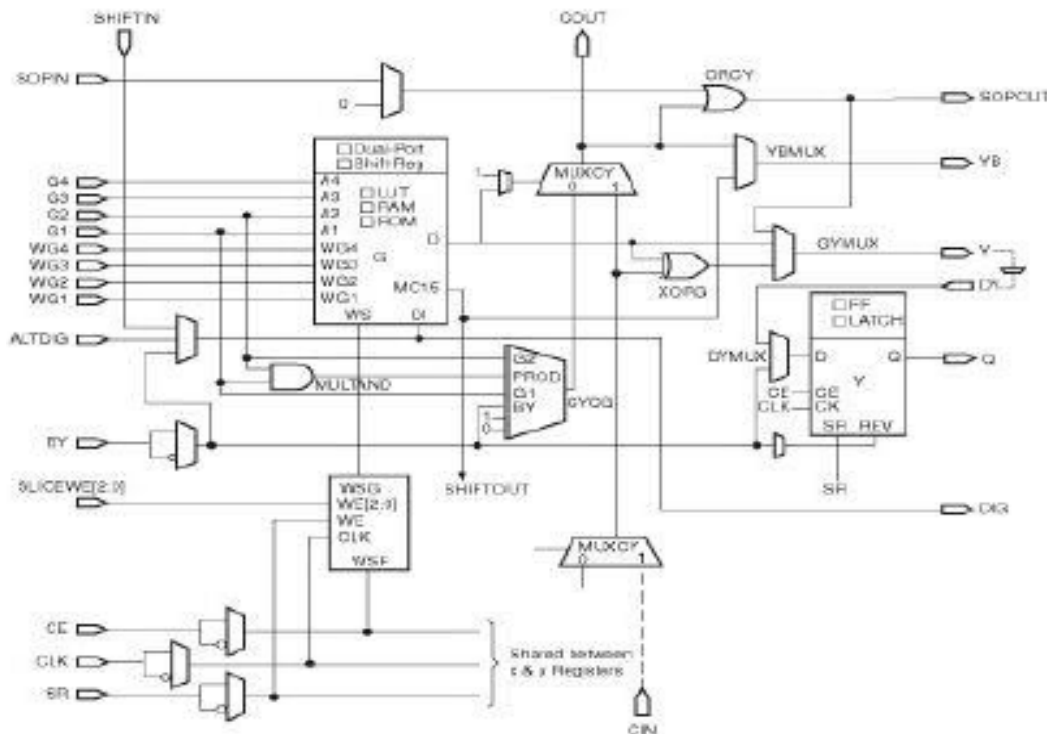 SHIFTIN
COUT
SOPIN
0
ORCY
SOPOUT
Dual-Port
Shift-Reg
YBMUX
YB
MUXCY
0 1
1
G4
G3
G2
G1
WG4
WG3
WG2
WG1
A4
A3
A2
A1
WG4
WG3
WG2
WG1
LUT
RAM
ROM
G
D
MC15
WS DI
GYMUX
Y
XORG
DY
FF
LATCH
ALTDIG
MULTAND
G2
PROD
G1
BY
1
0
CYOG
DYMUX
D Q
Y
Q
CE
CLK
CE
CK
SR REV
BY
SHIFTOUT
SR
SLICEWE[2:0]
WSG
WE[2:0]
WE
CLK
WSF
DIG
MUXCY
0 1
CE
CLK
SR
Shared between
x & y Registers
CIN